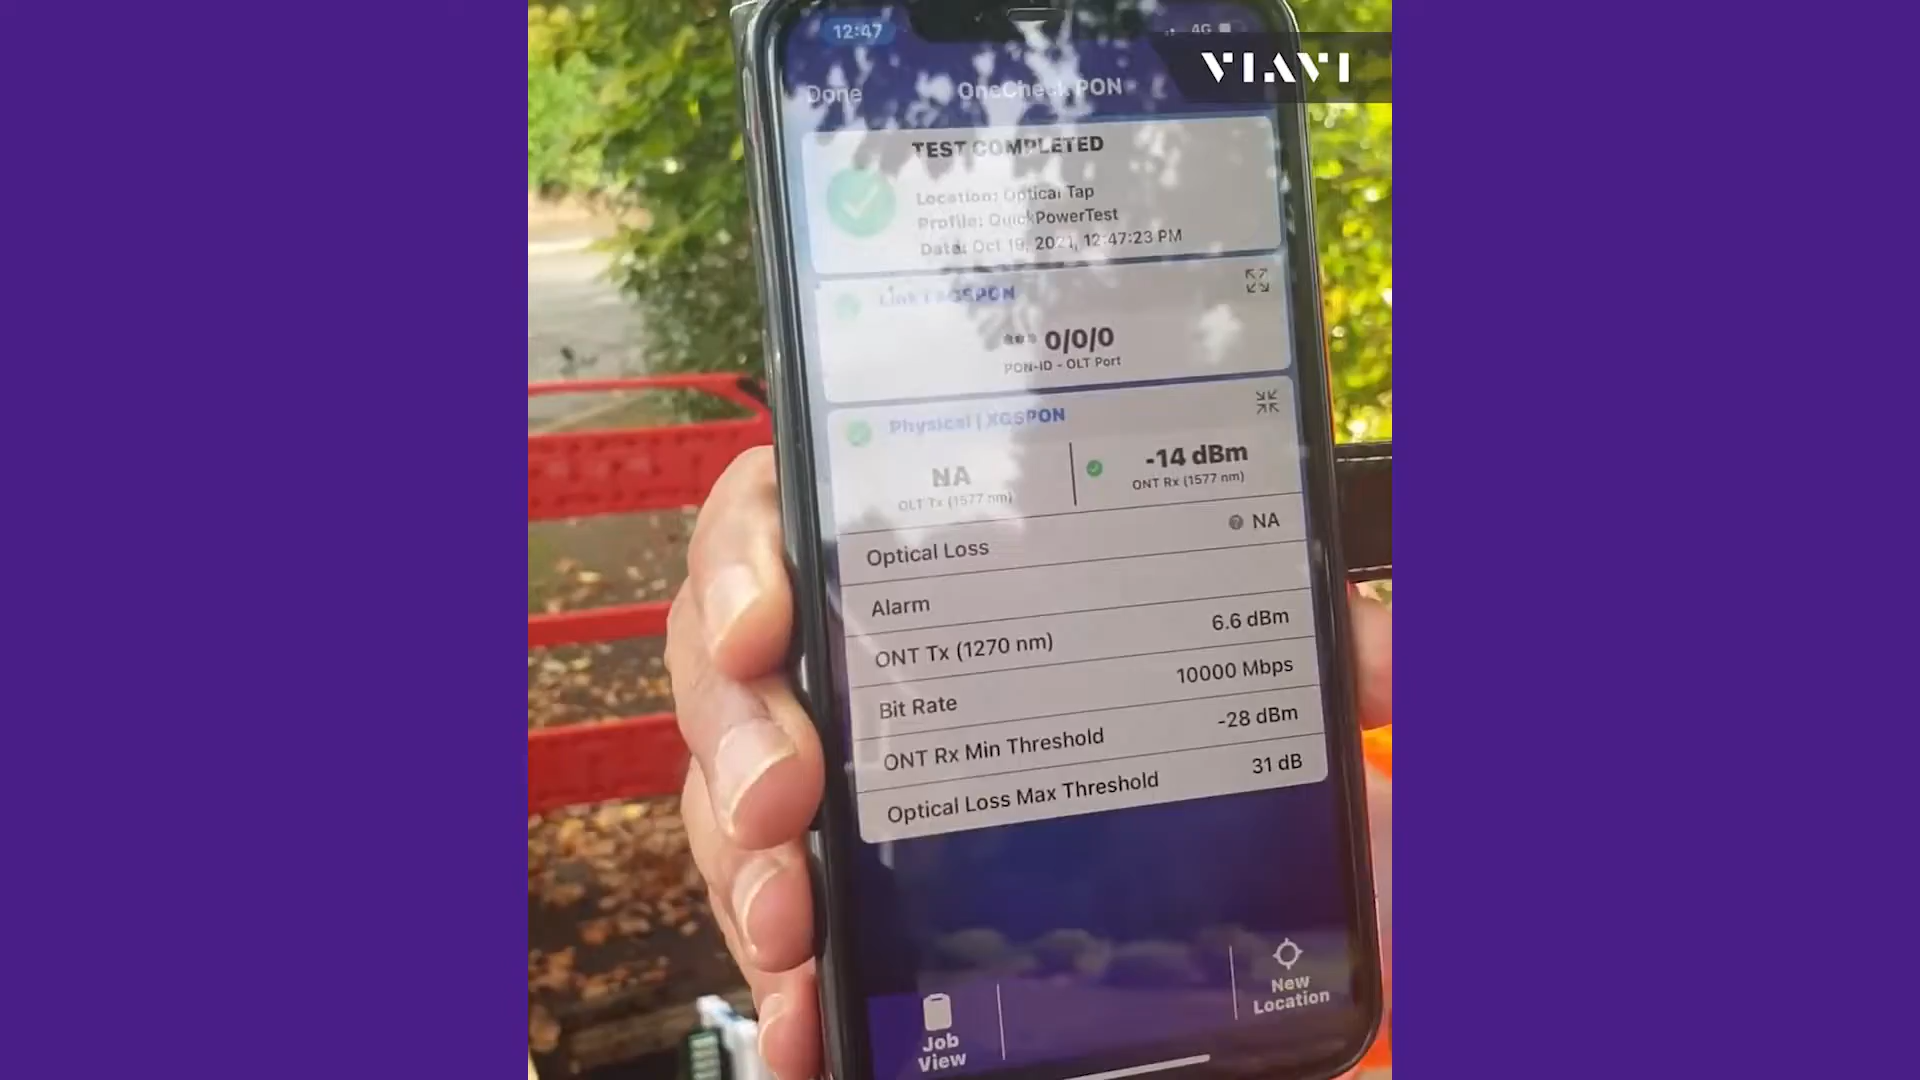 12:47
4G
VIAVI
Done
OneCheck PON
TEST COMPLETED
Location: Optical Tap
Profile: QuickPowerTest
Date: Oct 19, 2021, 12:47:23 PM
Link | XGSPON
0/0/0
PON-ID - OLT Port
Physical | XGSPON
NA
OLT Tx (1577 nm)
-14 dBm
ONT Rx (1577 nm)
Optical Loss
NA
Alarm
ONT Tx (1270 nm)
6.6 dBm
Bit Rate
10000 Mbps
ONT Rx Min Threshold
-28 dBm
Optical Loss Max Threshold
31 dB
Job
View
New
Location